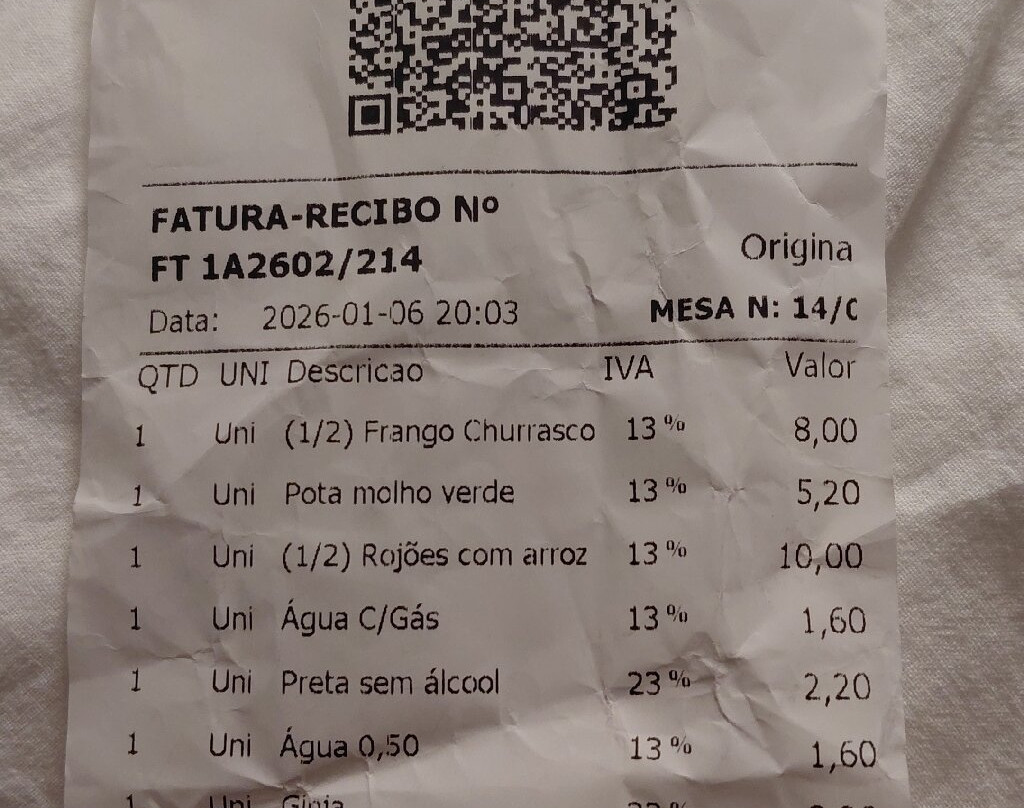 FATURA-RECIBO Nº
FT 1A2602/214 Origina
Data: 2026-01-06 20:03 MESA N: 14/
QTD UNI Descricao IVA Valor
1 Uni (1/2) Frango Churrasco 13 % 8,00
1 Uni Pota molho verde 13 % 5,20
1 Uni (1/2) Rojões com arroz 13 % 10,00
1 Uni Água C/Gás 13 % 1,60
1 Uni Preta sem álcool 23 % 2,20
1 Uni Água 0,50 13 % 1,60
1 Uni